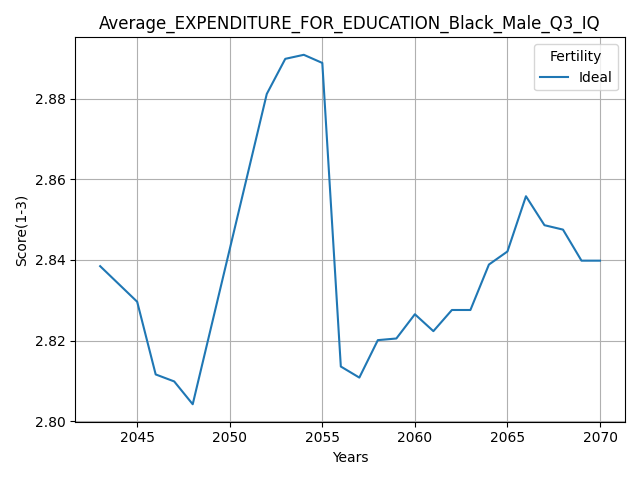 Average_EXPENDITURE_FOR_EDUCATION_Black_Male_Q3_IQ
Fertility
Ideal
Score(1-3)
2.88
2.86
2.84
2.82
2.80
2045 2050 2055 2060 2065 2070
Years